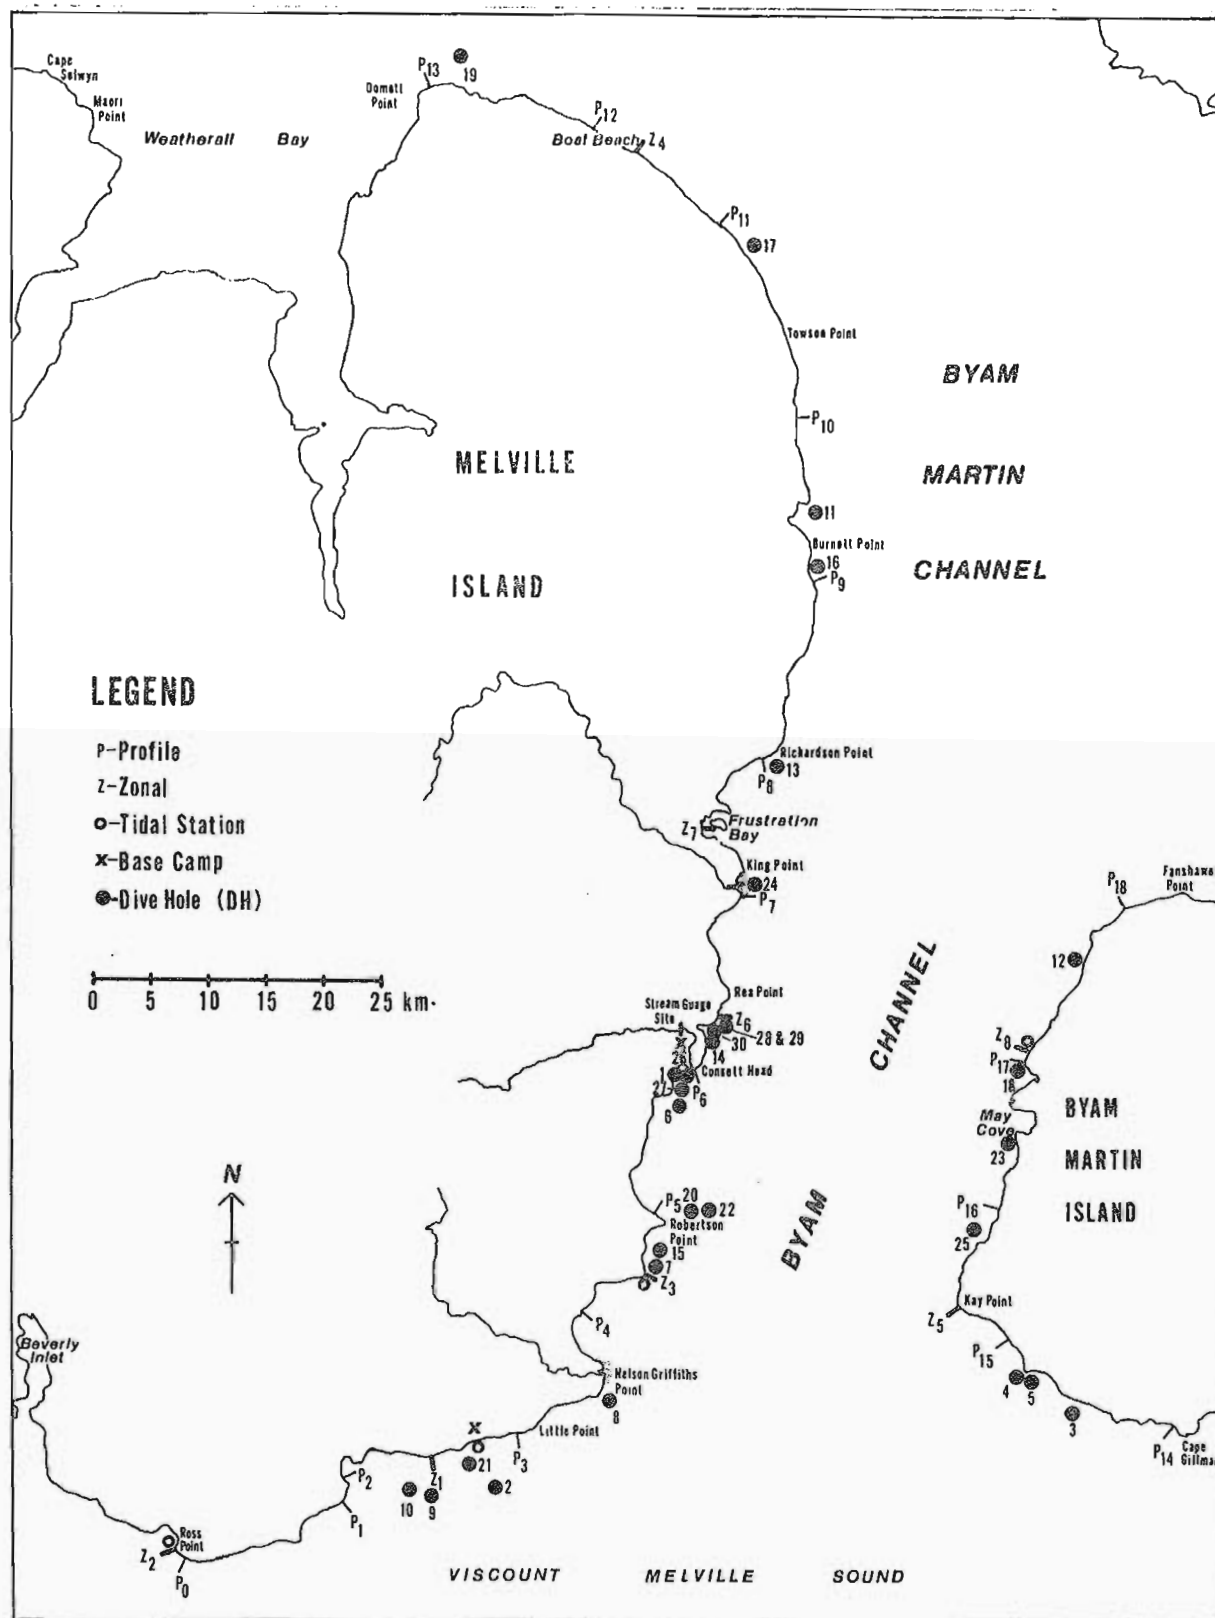 Cape
Selwyn
Maori
Point
Weatherall Bay
Domett
Point
P13
19
P12
Boat Beach
Z4
P11
17
Towson Point
BYAM
P10
MELVILLE
MARTIN
11
Burnett Point
16
P9
CHANNEL
ISLAND
LEGEND
P-Profile
Z-Zonal
o-Tidal Station
x-Base Camp
●-Dive Hole (DH)
0 5 10 15 20 25 km.
Richardson Point
13
P8
Frustration
Bay
Z7
King Point
24
P7
Fanshawe
Point
P18
12
CHANNEL
Rea Point
Stream Guage
Site
x
Z6
28 & 29
30
14
26
1
Consett Head
27
P6
6
Z8
P17
18
May
Cove
23
BYAM
MARTIN
ISLAND
N
P5
20
22
Robertson
Point
15
7
Z3
BYAM
P16
25
Kay Point
Z5
P4
P15
4
5
3
P14
Cape
Gillma
Beverly
Inlet
Nelson Griffiths
Point
8
x
Little Point
P3
21
2
Z1
10
9
P2
P1
Ross
Point
Z2
P0
VISCOUNT MELVILLE SOUND